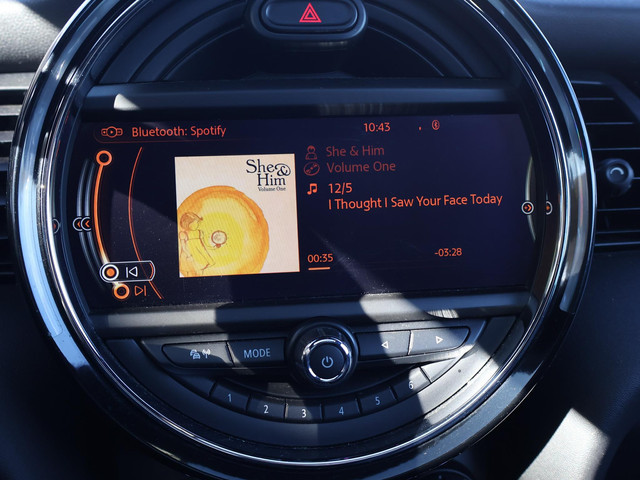 Bluetooth: Spotify
10:43
She & Him
Volume One
She & Him
Volume One
12/5
I Thought I Saw Your Face Today
00:35
-03:28
MODE
1 2 3 4 5 6